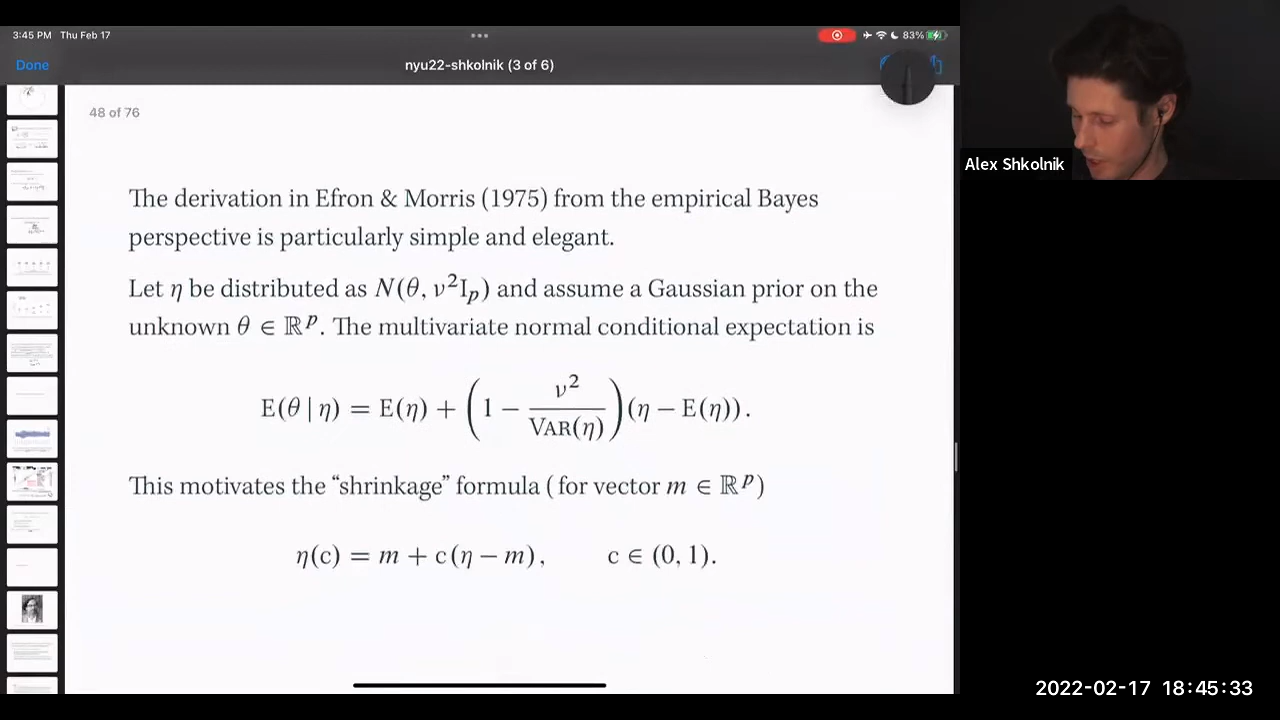 3:45 PM Thu Feb 17
83%
Done
nyu22-shkolnik (3 of 6)
48 of 76
Alex Shkolnik
The derivation in Efron & Morris (1975) from the empirical Bayes
perspective is particularly simple and elegant.
Let η be distributed as N(θ, ν²Iₚ) and assume a Gaussian prior on the
unknown θ ∈ ℝᵖ. The multivariate normal conditional expectation is
E(θ | η) = E(η) + (1 − ν²/VAR(η))(η − E(η)).
This motivates the “shrinkage” formula ( for vector m ∈ ℝᵖ)
η(c) = m + c(η − m), c ∈ (0, 1).
2022-02-17 18:45:33